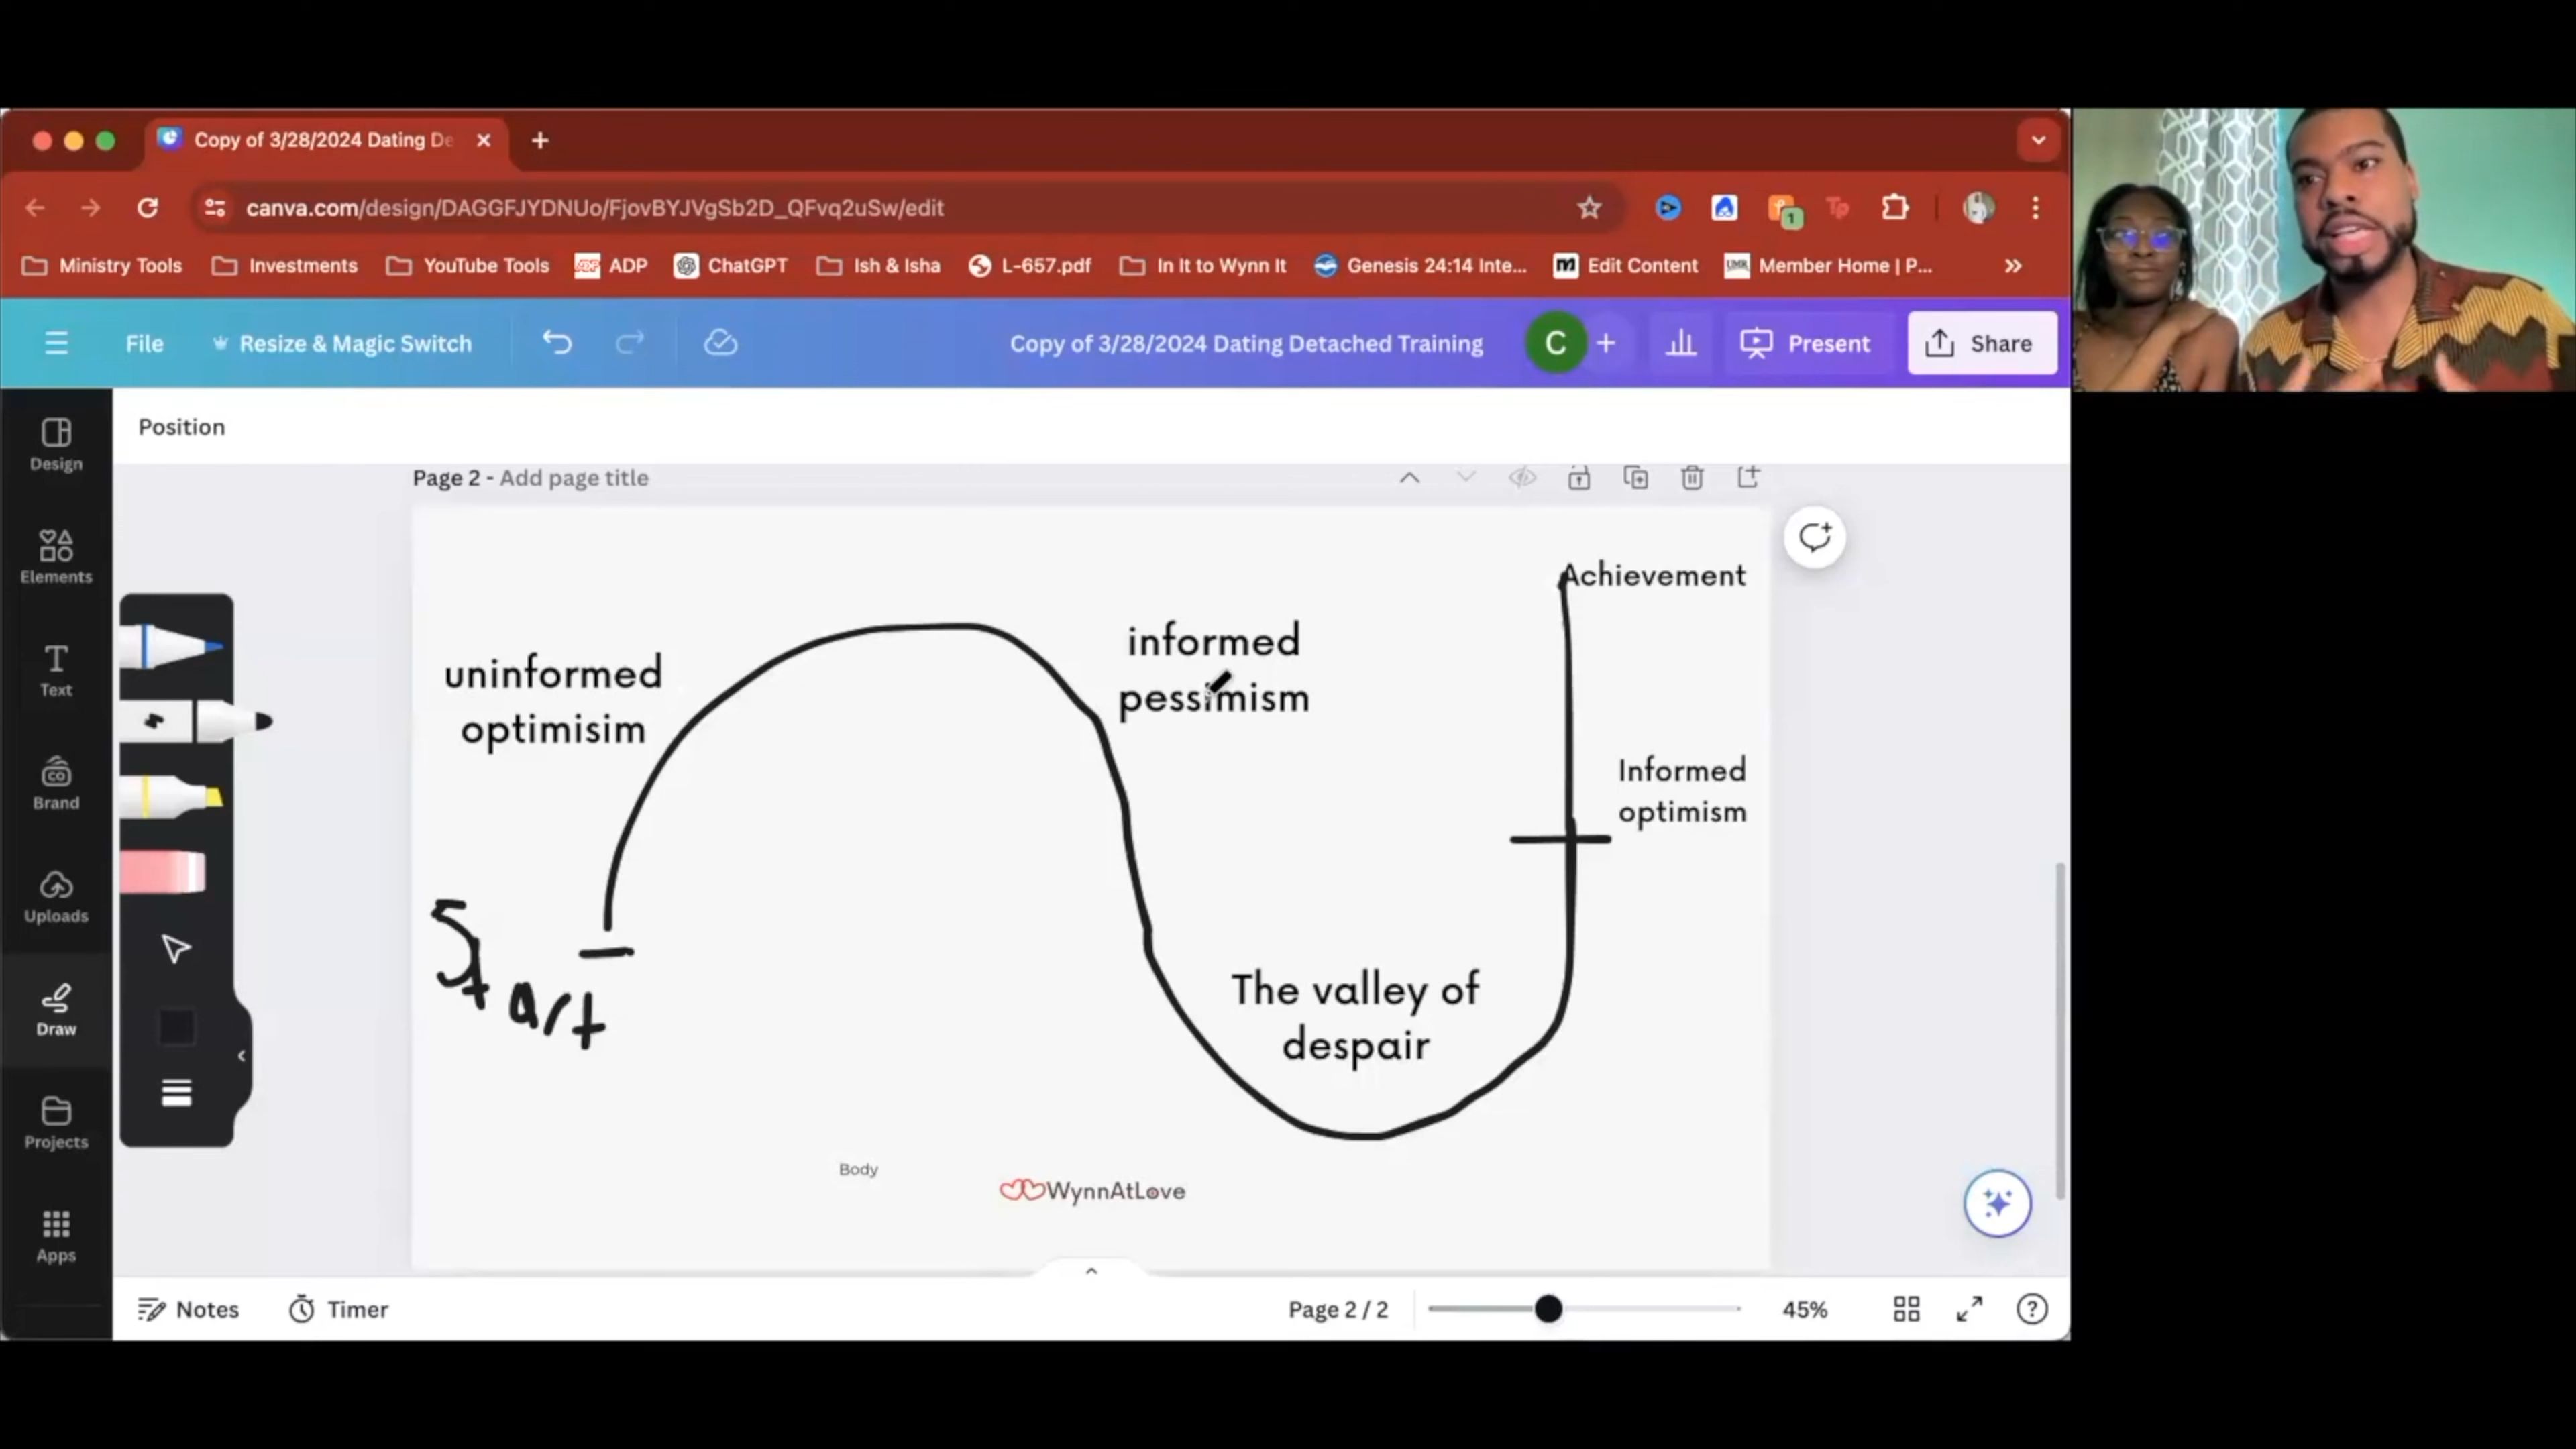 Copy of 3/28/2024 Dating De
canva.com/design/DAGGFJYDNUo/FjovBYJVgSb2D_QFvq2uSw/edit
1
Tp
Ministry Tools
Investments
YouTube Tools
ADP ADP
ChatGPT
Ish & Isha
L-657.pdf
In It to Wynn It
Genesis 24:14 Inte...
Edit Content
UMR Member Home | P...
File
Resize & Magic Switch
Copy of 3/28/2024 Dating Detached Training
C
Present
Share
Position
Design
Elements
Text
Brand
Uploads
Draw
Projects
Apps
Page 2 - Add page title
uninformed
optimisim
informed
pessimism
Achievement
Informed
optimism
Start
The valley of
despair
Body
WynnAtLove
Notes
Timer
Page 2 / 2
45%